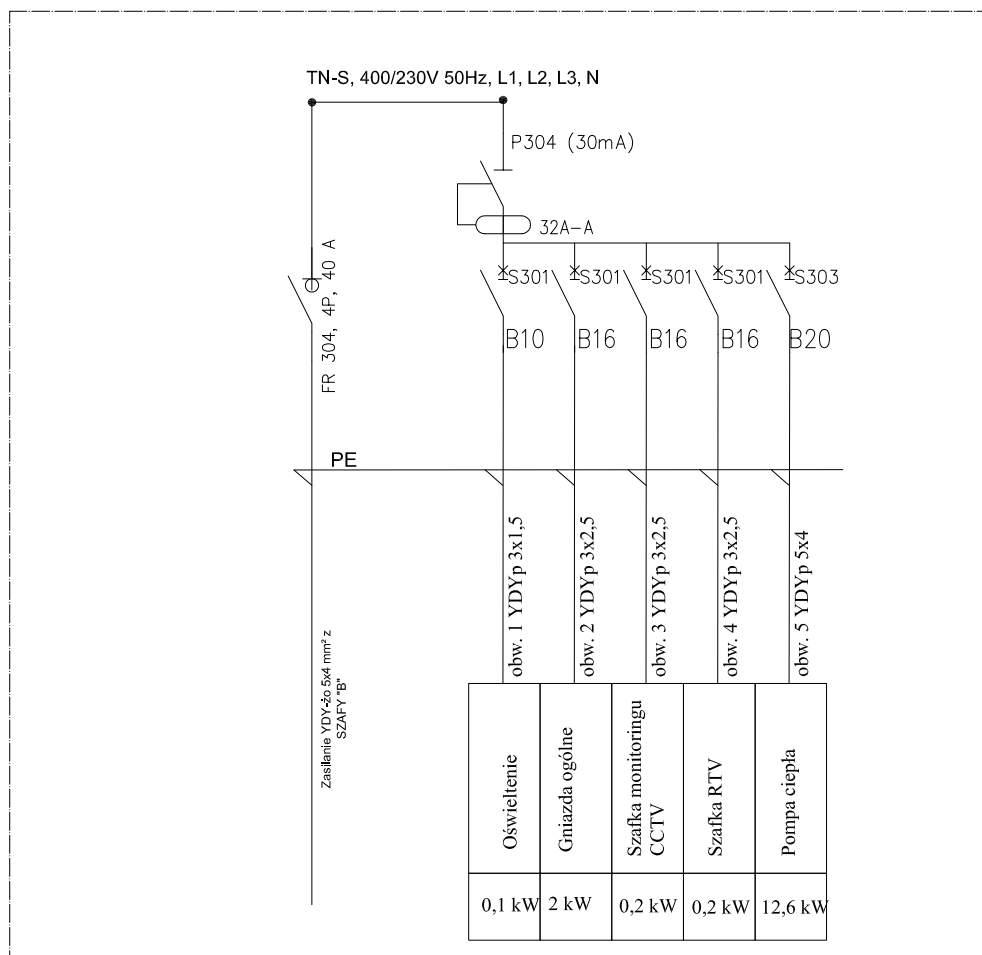 TN-S, 400/230V 50Hz, L1, L2, L3, N
P304 (30mA)
32A-A
FR 304, 4P, 40 A
S301
S301
S301
S301
S303
B10
B16
B16
B16
B20
PE
Zasilanie YDY-żo 5x4 mm² z
SZAFY "B"
obw. 1 YDYp 3x1,5
obw. 2 YDYp 3x2,5
obw. 3 YDYp 3x2,5
obw. 4 YDYp 3x2,5
obw. 5 YDYp 5x4
Oświeltenie
Gniazda ogólne
Szafka monitoringu
CCTV
Szafka RTV
Pompa ciepła
0,1 kW
2 kW
0,2 kW
0,2 kW
12,6 kW